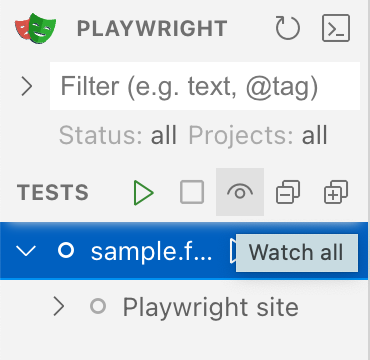 PLAYWRIGHT
Filter (e.g. text, @tag)
Status: all Projects: all
TESTS
sample.f... Watch all
Playwright site